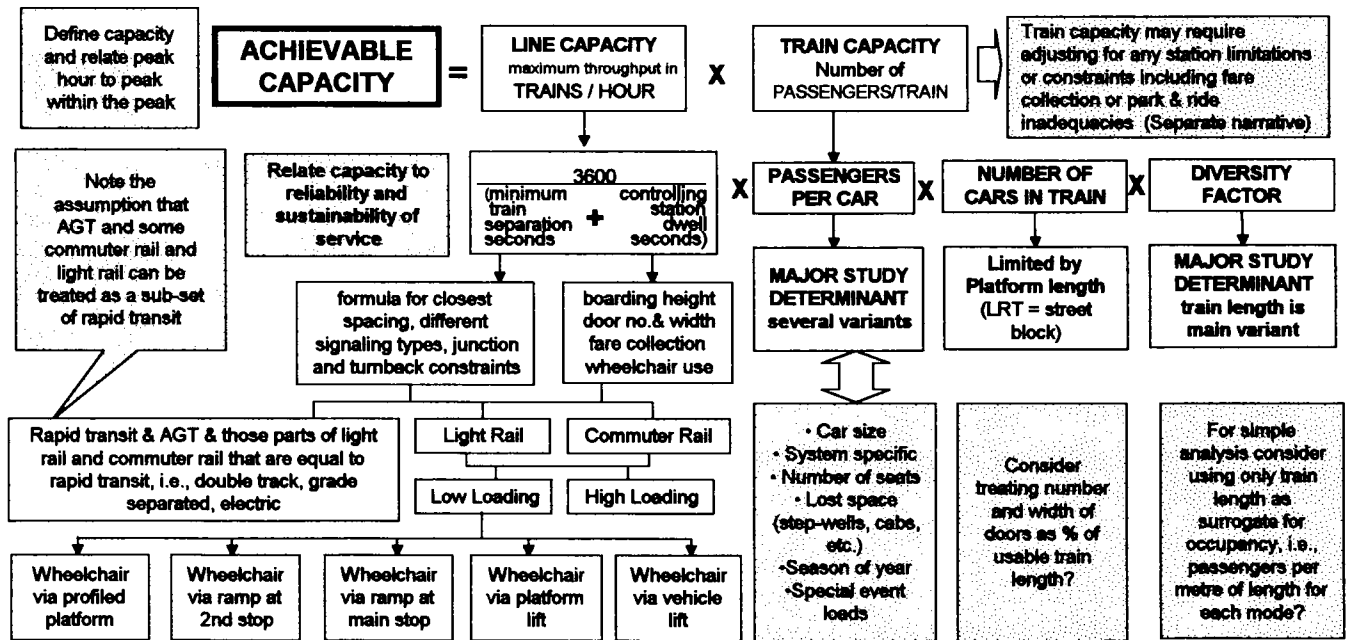 Define capacity
and relate peak
hour to peak
within the peak
ACHIEVABLE
CAPACITY
=
LINE CAPACITY
maximum throughput in
TRAINS / HOUR
X
TRAIN CAPACITY
Number of
PASSENGERS/TRAIN
Train capacity may require
adjusting for any station limitations
or constraints including fare
collection or park & ride
inadequacies (Separate narrative)
Note the
assumption that
AGT and some
commuter rail and
light rail can be
treated as a sub-set
of rapid transit
Relate capacity to
reliability and
sustainability of
service
3600
(minimum
train
separation
seconds
+
controlling
station
dwell
seconds)
X
PASSENGERS
PER CAR
X
NUMBER OF
CARS IN TRAIN
X
DIVERSITY
FACTOR
formula for closest
spacing, different
signaling types, junction
and turnback constraints
boarding height
door no.& width
fare collection
wheelchair use
MAJOR STUDY
DETERMINANT
several variants
Limited by
Platform length
(LRT = street
block)
MAJOR STUDY
DETERMINANT
train length is
main variant
Rapid transit & AGT & those parts of light
rail and commuter rail that are equal to
rapid transit, i.e., double track, grade
separated, electric
Light Rail
Commuter Rail
Low Loading
High Loading
• Car size
• System specific
• Number of seats
• Lost space
(step-wells, cabs,
etc.)
•Season of year
•Special event
loads
Consider
treating number
and width of
doors as % of
usable train
length?
For simple
analysis consider
using only train
length as
surrogate for
occupancy, i.e.,
passengers per
metre of length for
each mode?
Wheelchair
via profiled
platform
Wheelchair
via ramp at
2nd stop
Wheelchair
via ramp at
main stop
Wheelchair
via platform
lift
Wheelchair
via vehicle
lift